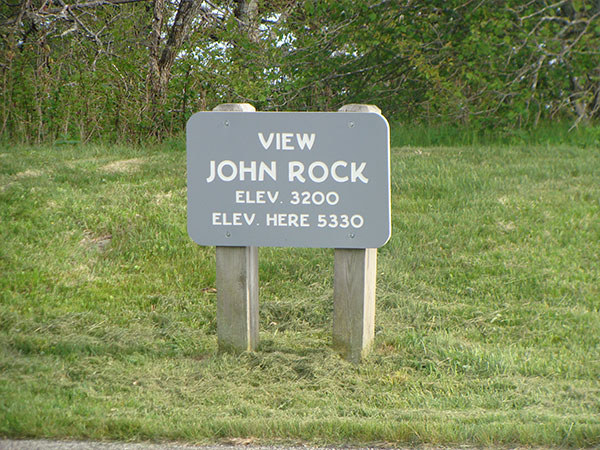 VIEW
JOHN ROCK
ELEV. 3200
ELEV. HERE 5330